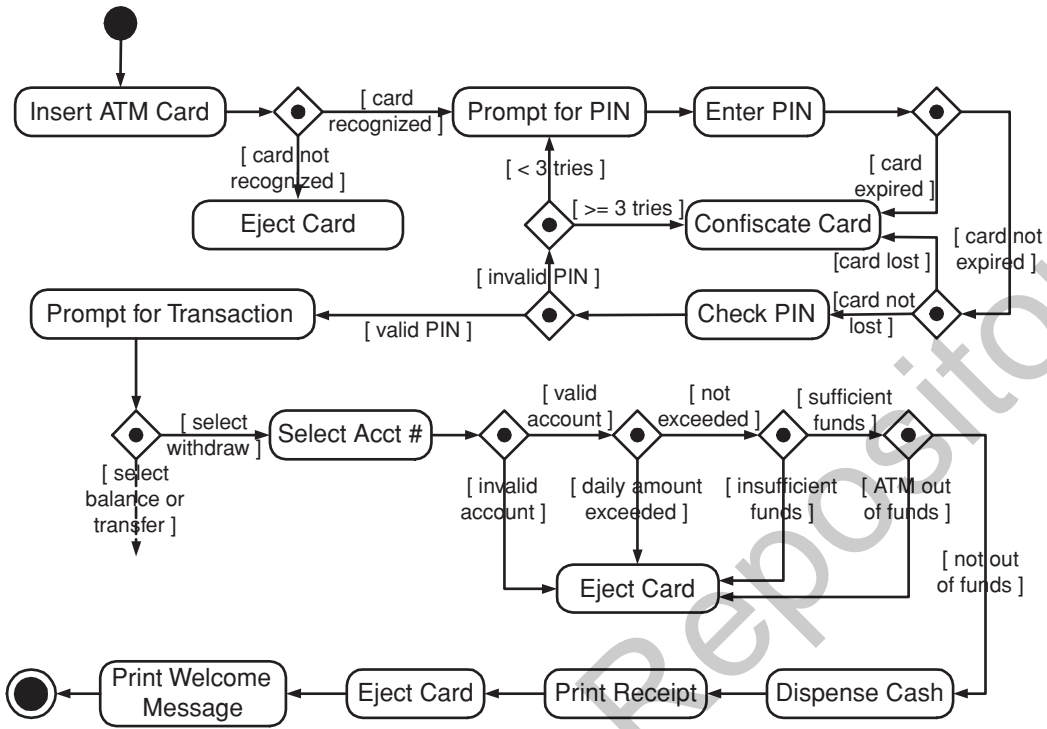 Insert ATM Card
[ card
recognized ]
Prompt for PIN
Enter PIN
[ card not
recognized ]
[ < 3 tries ]
[ card
expired ]
Eject Card
[ >= 3 tries ]
Confiscate Card
[ card not
expired ]
[card lost ]
[ invalid PIN ]
Prompt for Transaction
[ valid PIN ]
Check PIN
[card not
lost ]
[ select
withdraw ]
Select Acct #
[ valid
account ]
[ not
exceeded ]
[ sufficient
funds ]
[ select
balance or
transfer ]
[ invalid
account ]
[ daily amount
exceeded ]
[ insufficient
funds ]
[ ATM out
of funds ]
[ not out
of funds ]
Eject Card
Print Welcome
Message
Eject Card
Print Receipt
Dispense Cash